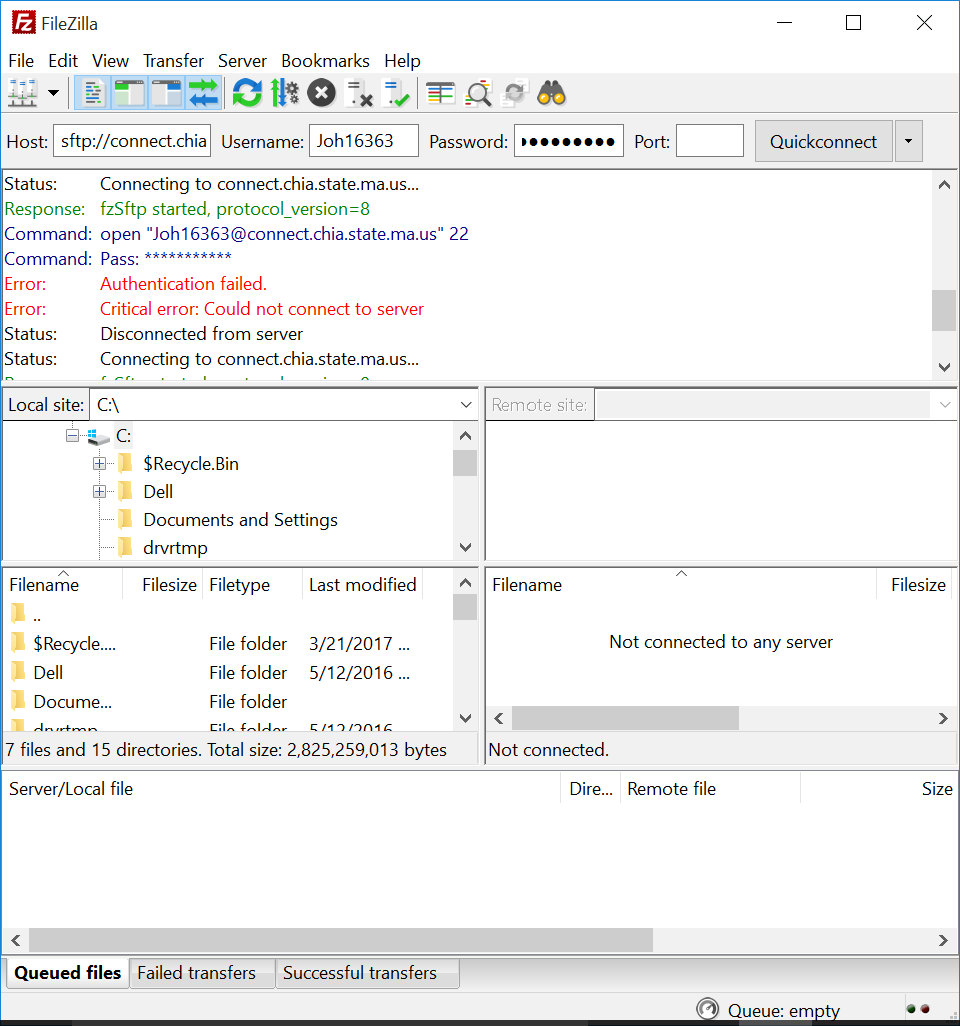 FileZilla
File Edit View Transfer Server Bookmarks Help
Host: sftp://connect.chia Username: Joh16363 Password: ●●●●●●●●● Port: Quickconnect
Status: Connecting to connect.chia.state.ma.us...
Response: fzSftp started, protocol_version=8
Command: open "Joh16363@connect.chia.state.ma.us" 22
Command: Pass: ***********
Error: Authentication failed.
Error: Critical error: Could not connect to server
Status: Disconnected from server
Status: Connecting to connect.chia.state.ma.us...
Local site: C:\
Remote site:
C:
$Recycle.Bin
Dell
Documents and Settings
drvrtmp
Filename Filesize Filetype Last modified
..
$Recycle.... File folder 3/21/2017 ...
Dell File folder 5/12/2016 ...
Docume... File folder
drvrtmp File folder 5/12/2016
7 files and 15 directories. Total size: 2,825,259,013 bytes
Filename Filesize
Not connected to any server
Not connected.
Server/Local file Dire... Remote file Size
Queued files Failed transfers Successful transfers
Queue: empty